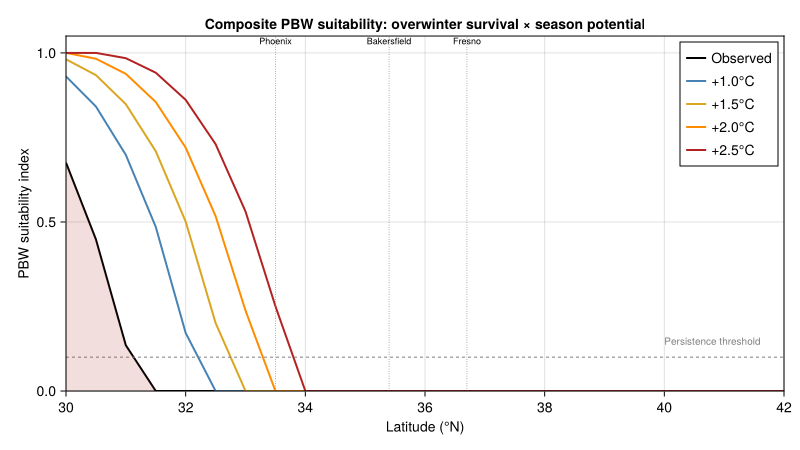 Composite PBW suitability: overwinter survival × season potential
Phoenix
Bakersfield
Fresno
Observed
+1.0°C
+1.5°C
+2.0°C
+2.5°C
PBW suitability index
1.0
0.5
0.0
Persistence threshold
30
32
34
36
38
40
42
Latitude (°N)